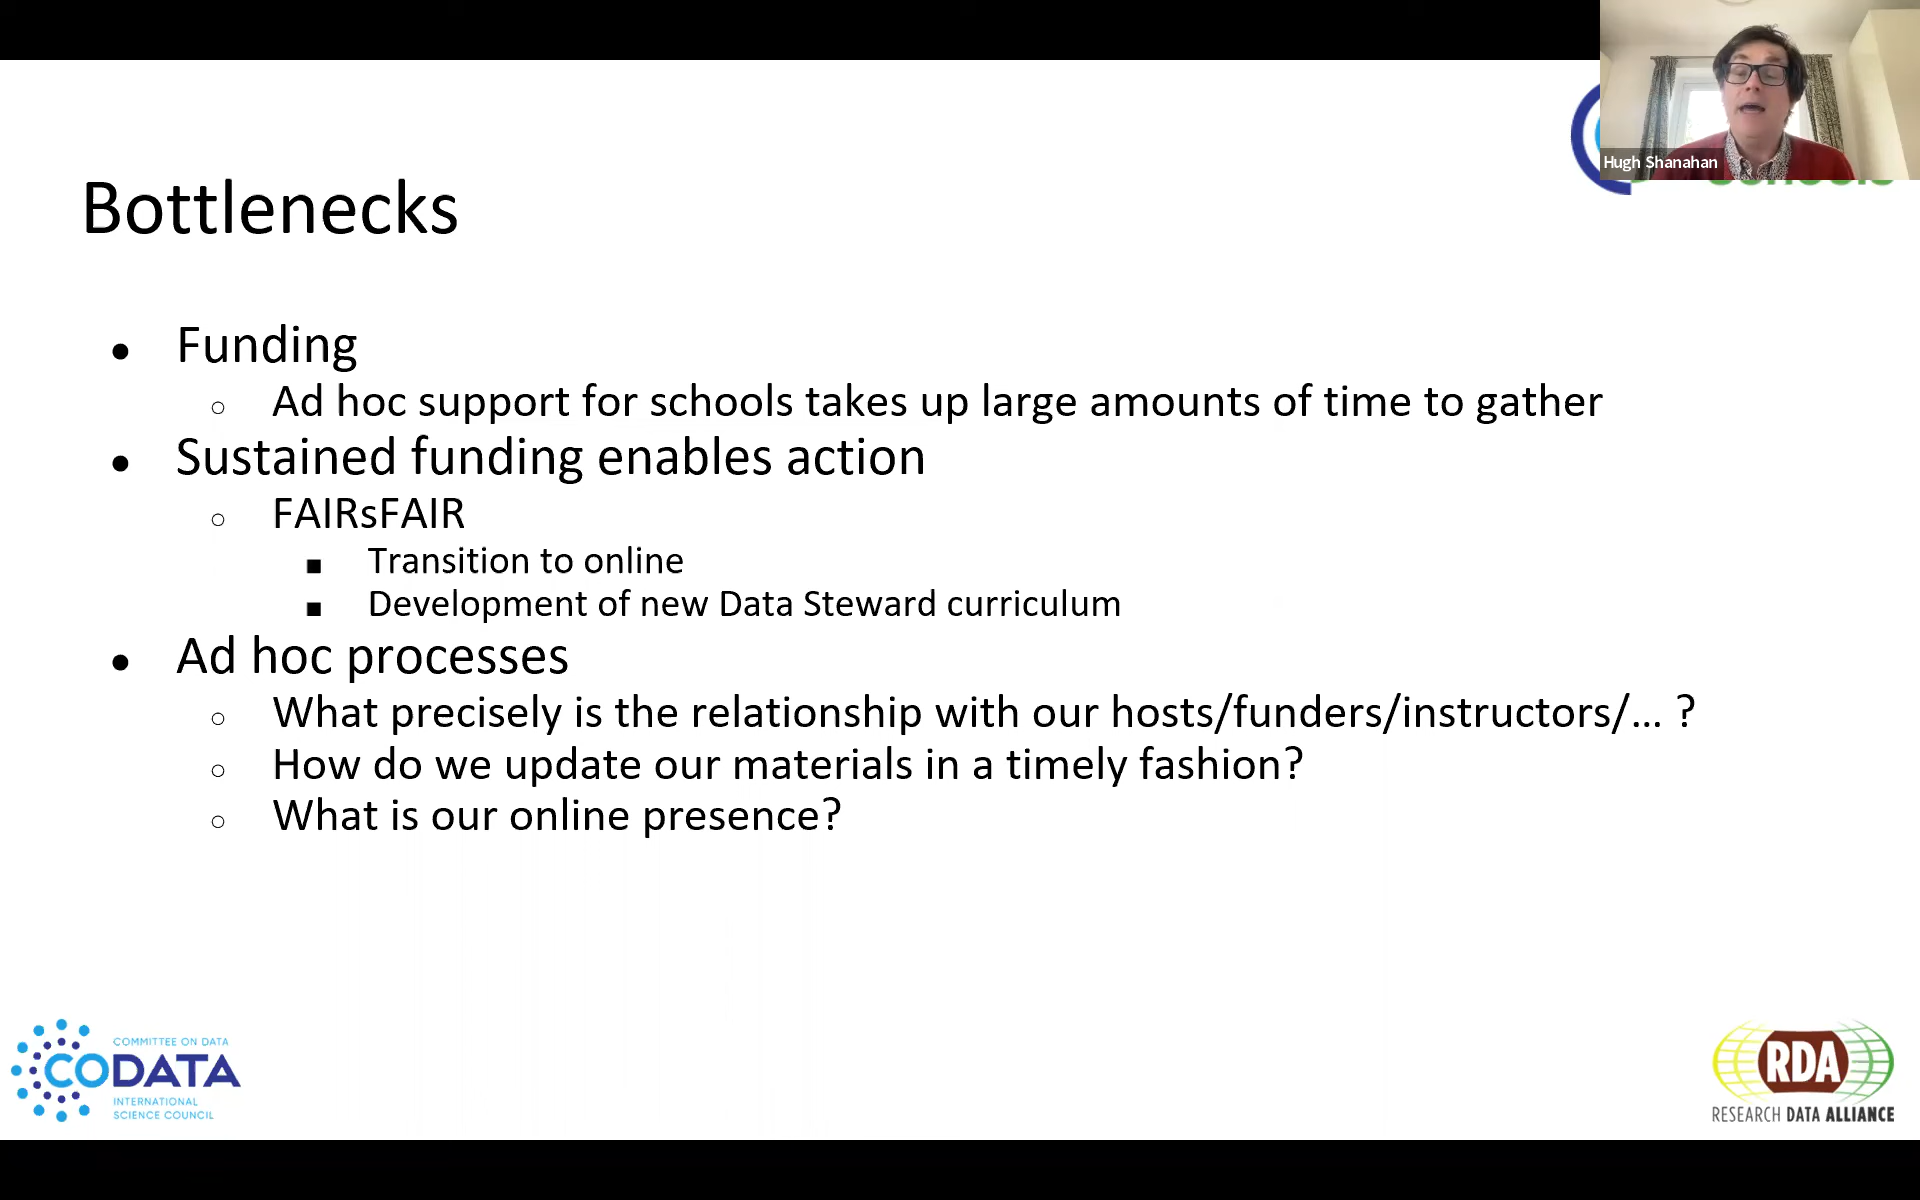 Hugh Shanahan
Bottlenecks
● Funding
○ Ad hoc support for schools takes up large amounts of time to gather
● Sustained funding enables action
○ FAIRsFAIR
■ Transition to online
■ Development of new Data Steward curriculum
● Ad hoc processes
○ What precisely is the relationship with our hosts/funders/instructors/... ?
○ How do we update our materials in a timely fashion?
○ What is our online presence?
COMMITTEE ON DATA
CODATA
INTERNATIONAL
SCIENCE COUNCIL
RDA
RESEARCH DATA ALLIANCE